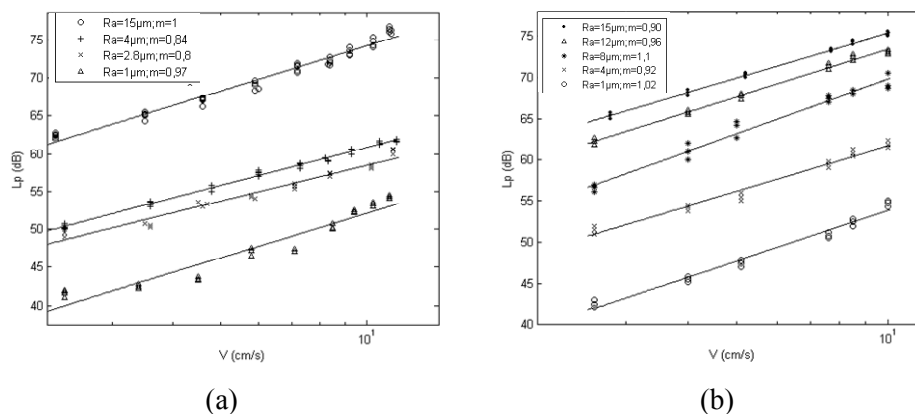 Ra=15µm;m=1
Ra=4µm;m=0,84
Ra=2.8µm;m=0,8
Ra=1µm;m=0,97
75
70
65
60
55
50
45
40
Lp (dB)
10¹
V (cm/s)
(a)
Ra=15µm;m=0,90
Ra=12µm;m=0,96
Ra=8µm;m=1,1
Ra=4µm;m=0,92
Ra=1µm;m=1,02
80
75
70
65
60
55
50
45
40
Lp (dB)
10¹
V (cm/s)
(b)